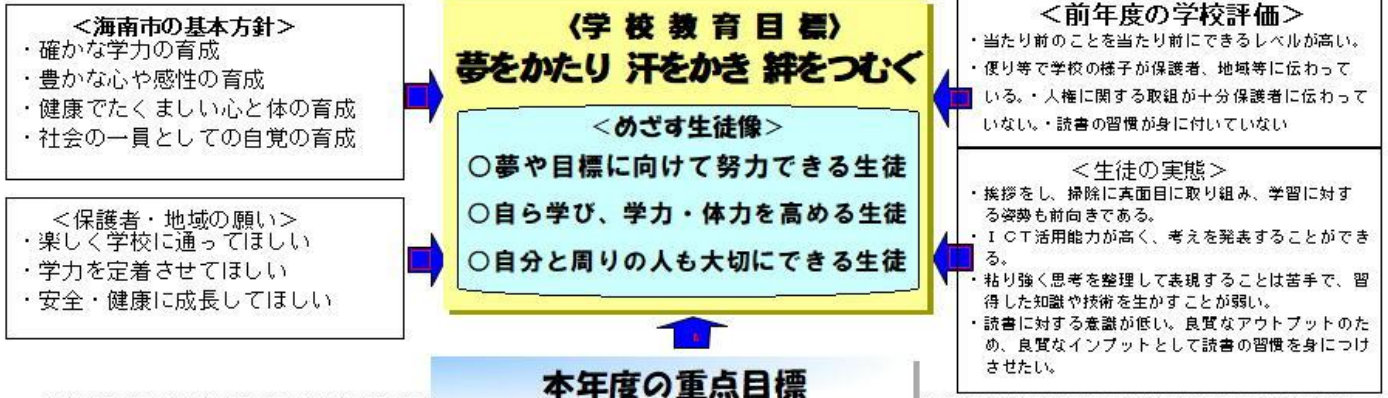 ＜海南市の基本方針＞
・確かな学力の育成
・豊かな心や感性の育成
・健康でたくましい心と体の育成
・社会の一員としての自覚の育成
＜保護者・地域の願い＞
・楽しく学校に通ってほしい
・学力を定着させてほしい
・安全・健康に成長してほしい
〈学校教育目標〉
夢をかたり 汗をかき 絆をつむぐ
＜めざす生徒像＞
○夢や目標に向けて努力できる生徒
○自ら学び、学力・体力を高める生徒
○自分と周りの人も大切にできる生徒
＜前年度の学校評価＞
・当たり前のことを当たり前にできるレベルが高い。
・便り等で学校の様子が保護者、地域等に伝わって
いる。・人権に関する取組が十分保護者に伝わって
いない。・読書の習慣が身に付いていない
＜生徒の実態＞
・挨拶をし、掃除に真面目に取り組み、学習に対す
る姿勢も前向きである。
・ＩＣＴ活用能力が高く、考えを発表することができ
る。
・粘り強く思考を整理して表現することは苦手で、習
得した知識や技術を生かすことが弱い。
・読書に対する意識が低い。良質なアウトプットのた
め、良質なインプットとして読書の習慣を身につけ
させたい。
本年度の重点目標